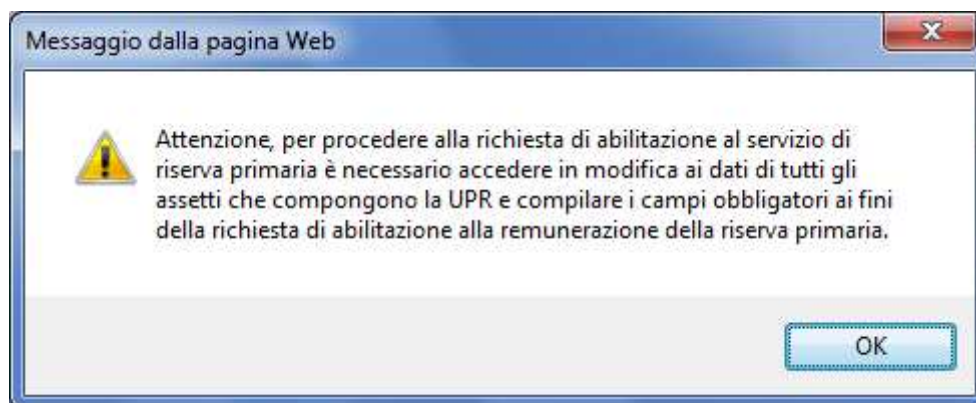 Messaggio dalla pagina Web
Attenzione, per procedere alla richiesta di abilitazione al servizio di
riserva primaria è necessario accedere in modifica ai dati di tutti gli
assetti che compongono la UPR e compilare i campi obbligatori ai fini
della richiesta di abilitazione alla remunerazione della riserva primaria.
OK